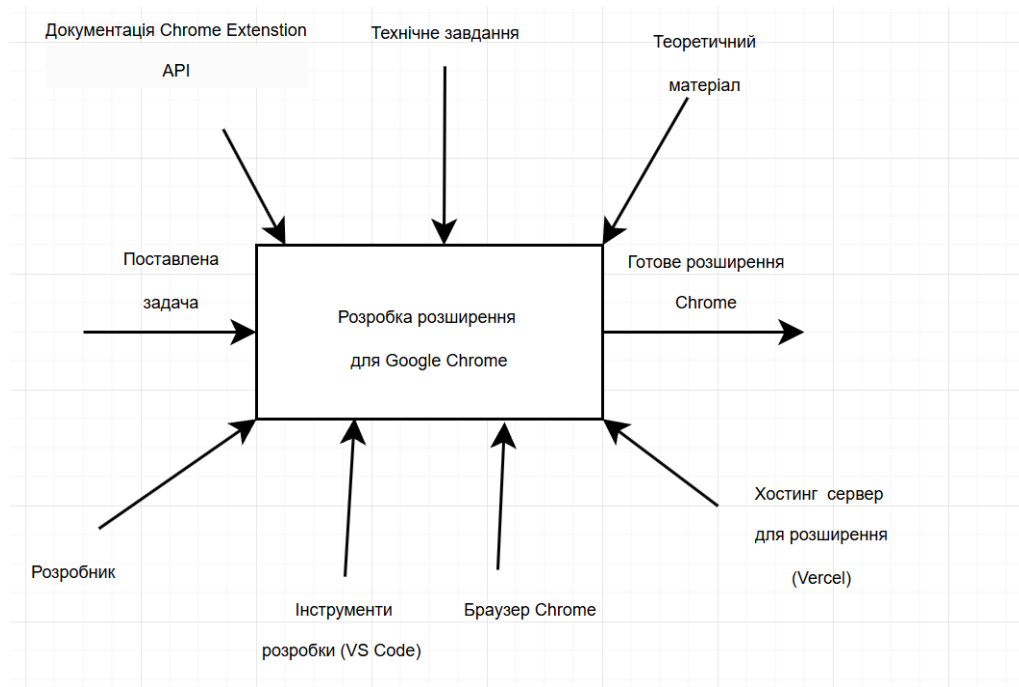 Документація Chrome Extenstion
API
Технічне завдання
Теоретичний
матеріал
Поставлена
задача
Розробка розширення
для Google Chrome
Готове розширення
Chrome
Розробник
Інструменти
розробки (VS Code)
Браузер Chrome
Хостинг сервер
для розширення
(Vercel)